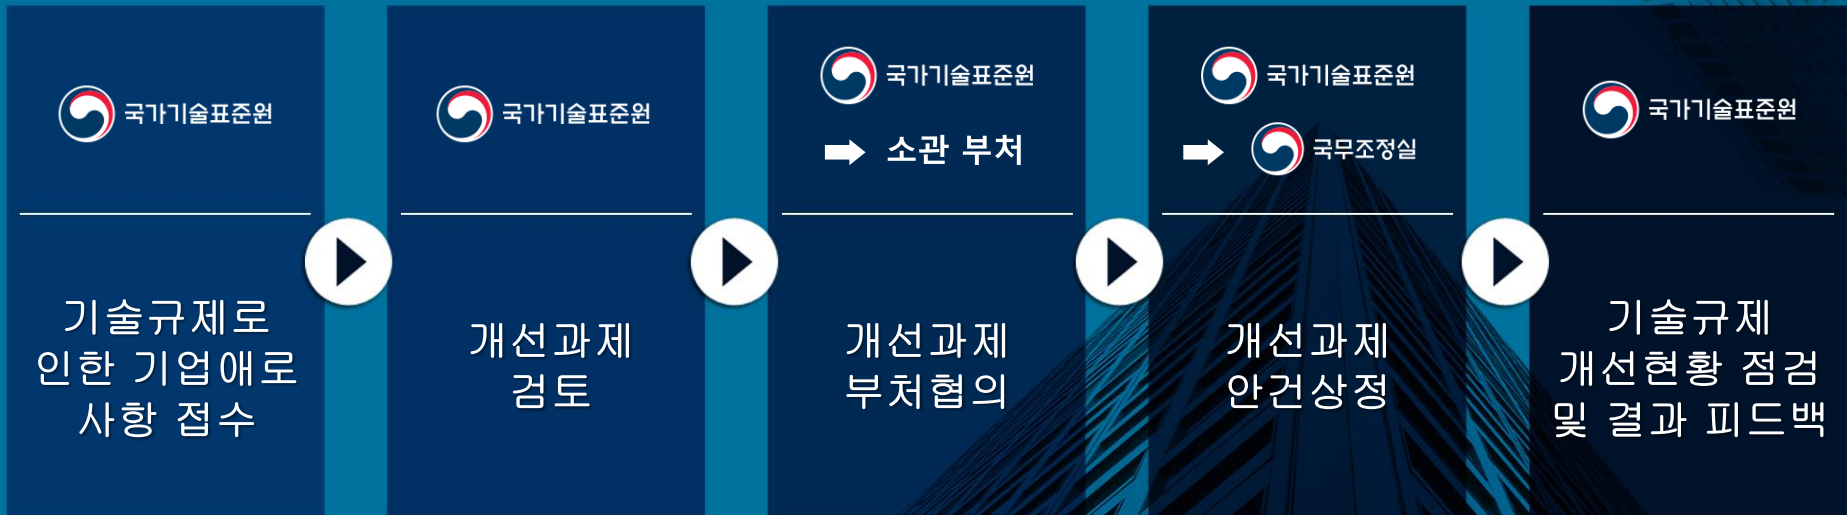 국가기술표준원
기술규제로
인한 기업애로
사항 접수
국가기술표준원
개선과제
검토
국가기술표준원
소관 부처
개선과제
부처협의
국가기술표준원
국무조정실
개선과제
안건상정
국가기술표준원
기술규제
개선현황 점검
및 결과 피드백